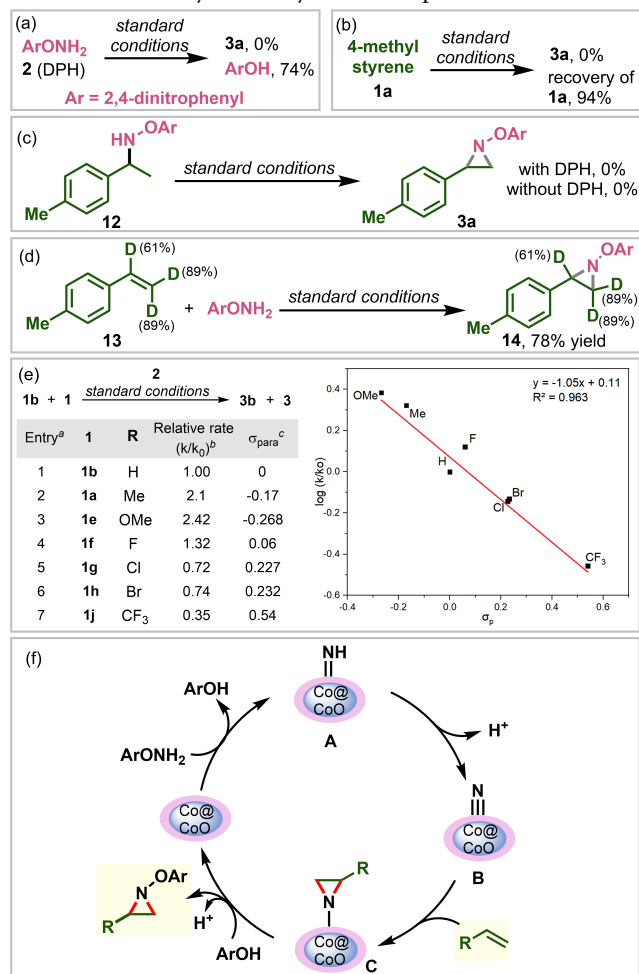 (a)
ArONH2
2 (DPH)
standard
conditions
3a, 0%
ArOH, 74%
Ar = 2,4-dinitrophenyl
(b)
4-methyl
styrene
1a
standard
conditions
3a, 0%
recovery of
1a, 94%
(c)
HN
OAr
Me
12
standard conditions
N
OAr
Me
3a
with DPH, 0%
without DPH, 0%
(d)
D (61%)
D (89%)
D
(89%)
Me
13
+ ArONH2
standard conditions
(61%) D
N
OAr
D
(89%)
D
(89%)
Me
14, 78% yield
(e)
1b + 1
2
standard conditions
3b + 3
Entry^a 1 R Relative rate (k/k0)^b σpara^c
1 1b H 1.00 0
2 1a Me 2.1 -0.17
3 1e OMe 2.42 -0.268
4 1f F 1.32 0.06
5 1g Cl 0.72 0.227
6 1h Br 0.74 0.232
7 1j CF3 0.35 0.54
y = -1.05x + 0.11
R² = 0.963
log (k/ko)
0.4
0.2
0.0
-0.2
-0.4
-0.6
OMe
Me
F
H
Br
Cl
CF3
-0.4 -0.2 0.0 0.2 0.4 0.6
σp
(f)
NH
Co@
CoO
A
H+
N
Co@
CoO
B
R
R
N
Co@
CoO
C
ArOH
H+
N
OAr
R
Co@
CoO
ArONH2
ArOH